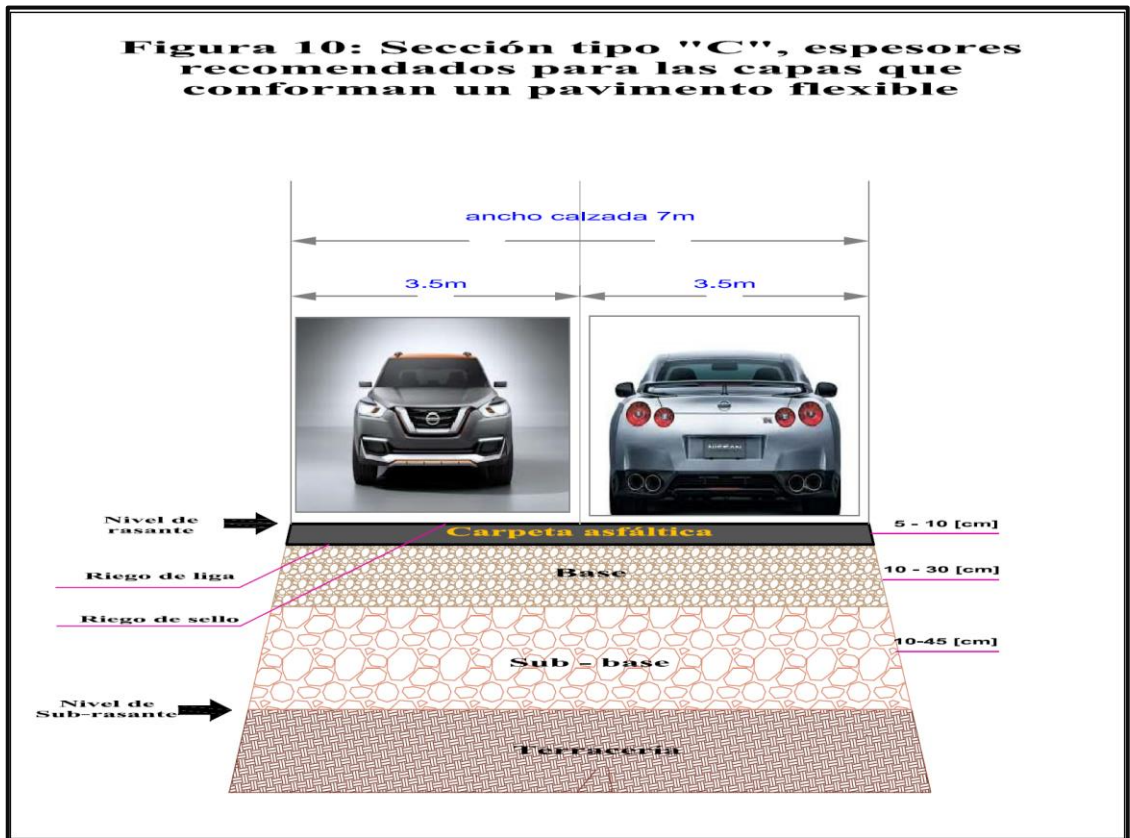 Figura 10: Sección tipo "C", espesores
recomendados para las capas que
conforman un pavimento flexible
ancho calzada 7m
3.5m
3.5m
NISSAN
Nivel de
rasante
Carpeta asfáltica
5 - 10 [cm]
Riego de liga
Base
10 - 30 [cm]
Riego de sello
Sub - base
10-45 [cm]
Nivel de
Sub-rasante
Terraceria